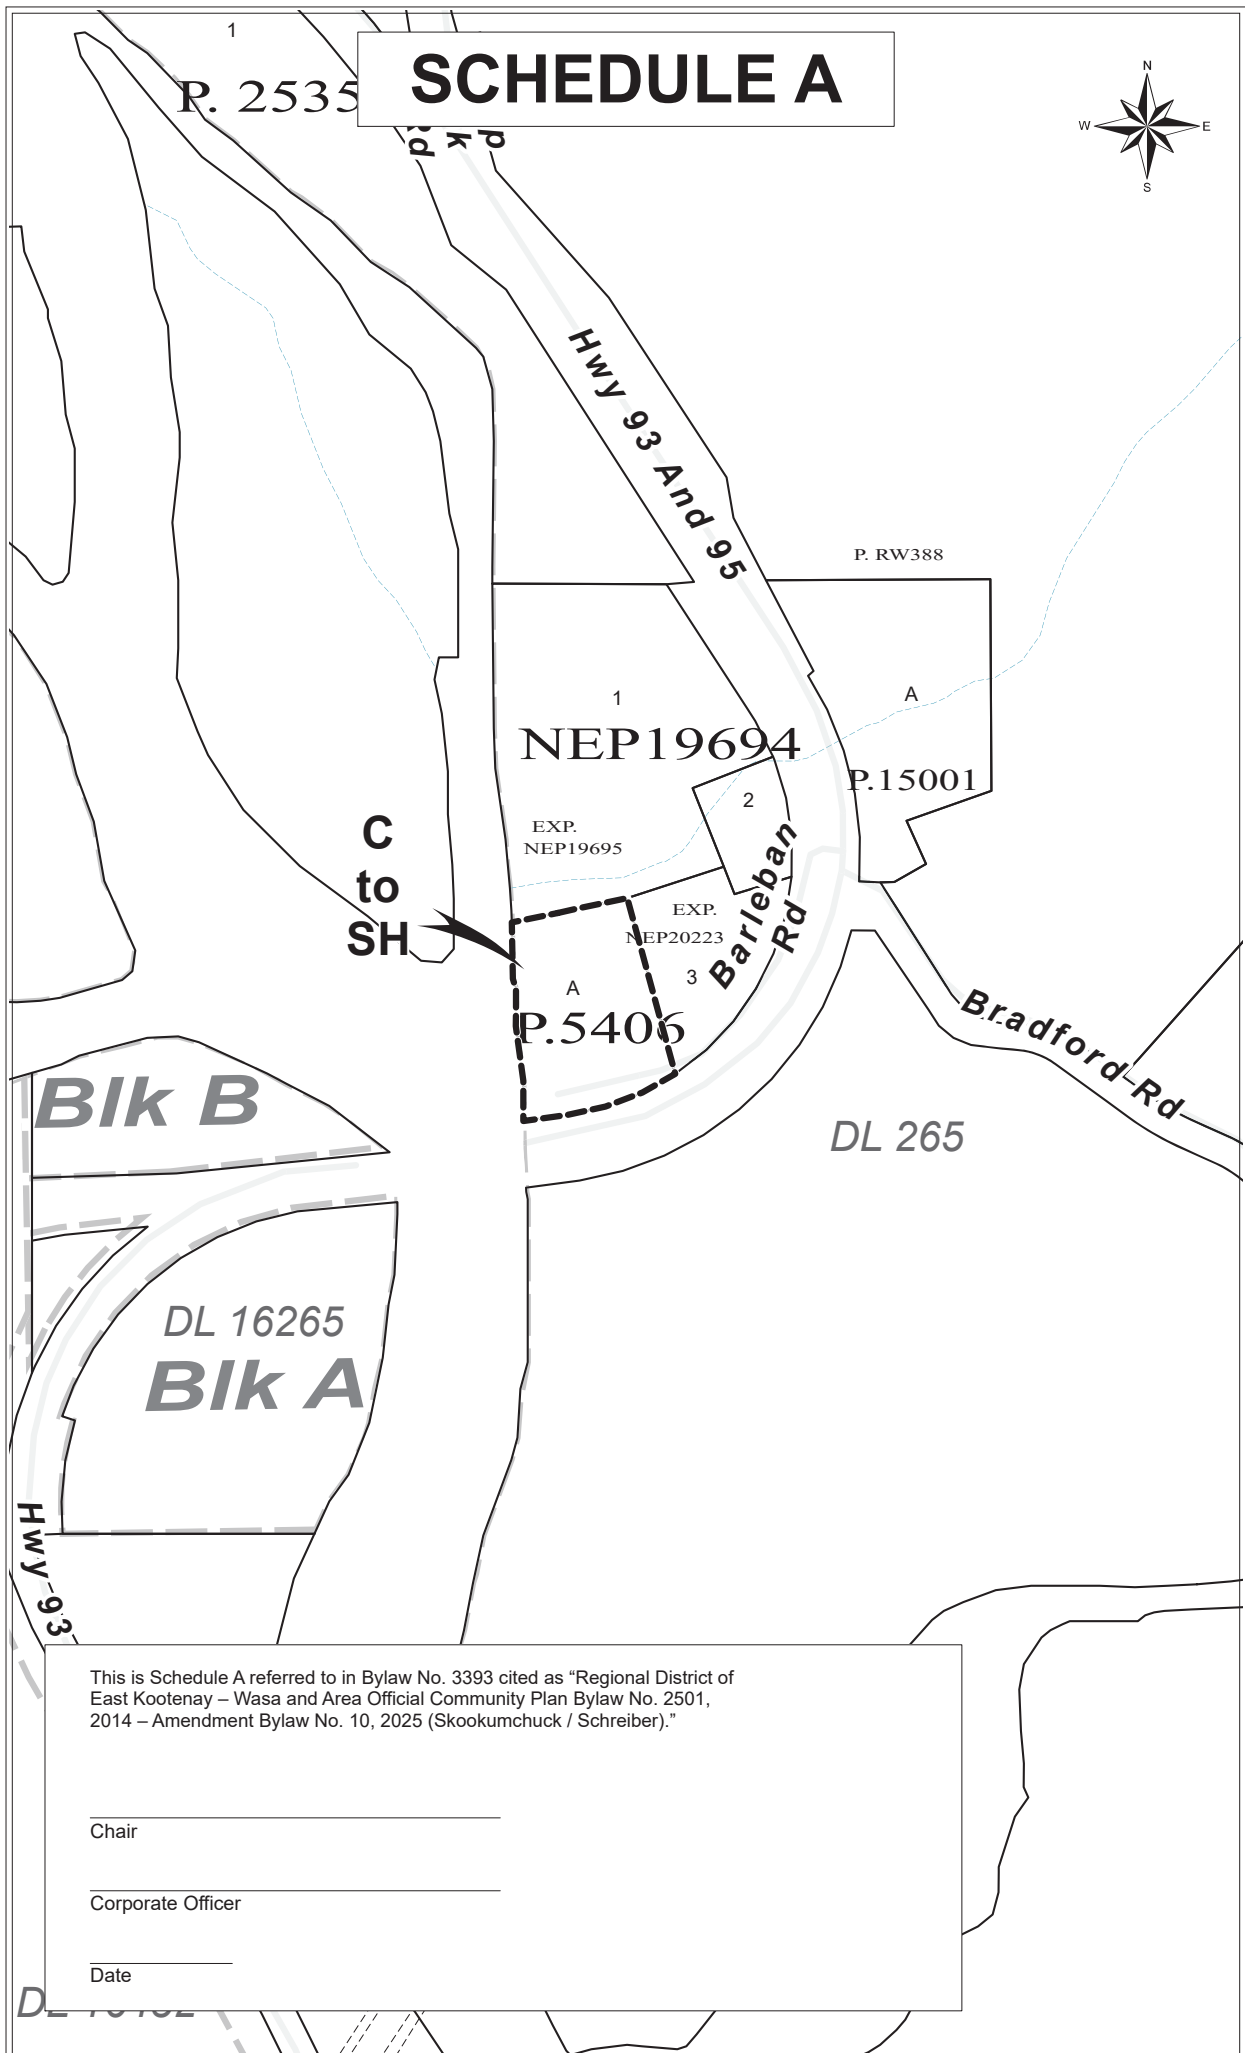 1
P. 2535
SCHEDULE A
N
W
E
S
Rd
k
p
Hwy 93 And 95
P. RW388
1
NEP19694
A
P.15001
2
EXP.
NEP19695
C
to
SH
EXP.
NEP20223
Barleban
Rd
3
A
P.5406
Bradford Rd
Blk B
DL 265
DL 16265
Blk A
Hwy 93
This is Schedule A referred to in Bylaw No. 3393 cited as “Regional District of
East Kootenay – Wasa and Area Official Community Plan Bylaw No. 2501,
2014 – Amendment Bylaw No. 10, 2025 (Skookumchuck / Schreiber).”
Chair
Corporate Officer
Date
DL